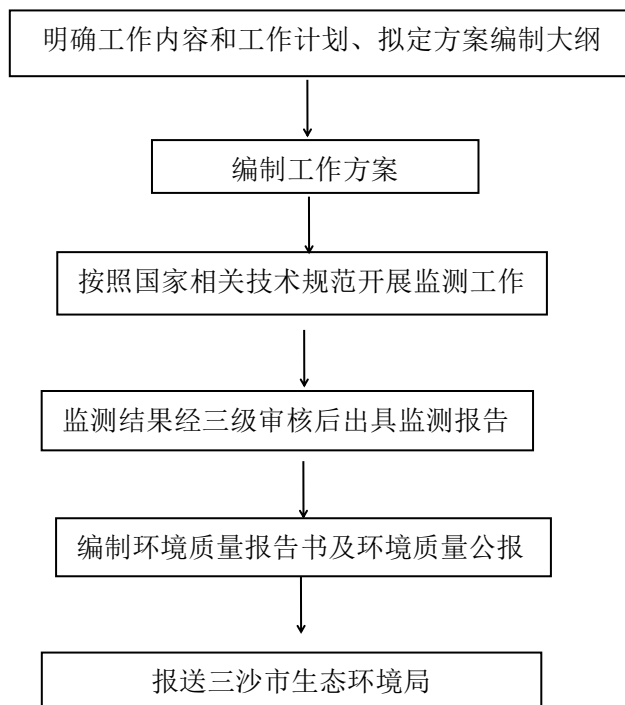 明确工作内容和工作计划、拟定方案编制大纲
编制工作方案
按照国家相关技术规范开展监测工作
监测结果经三级审核后出具监测报告
编制环境质量报告书及环境质量公报
报送三沙市生态环境局